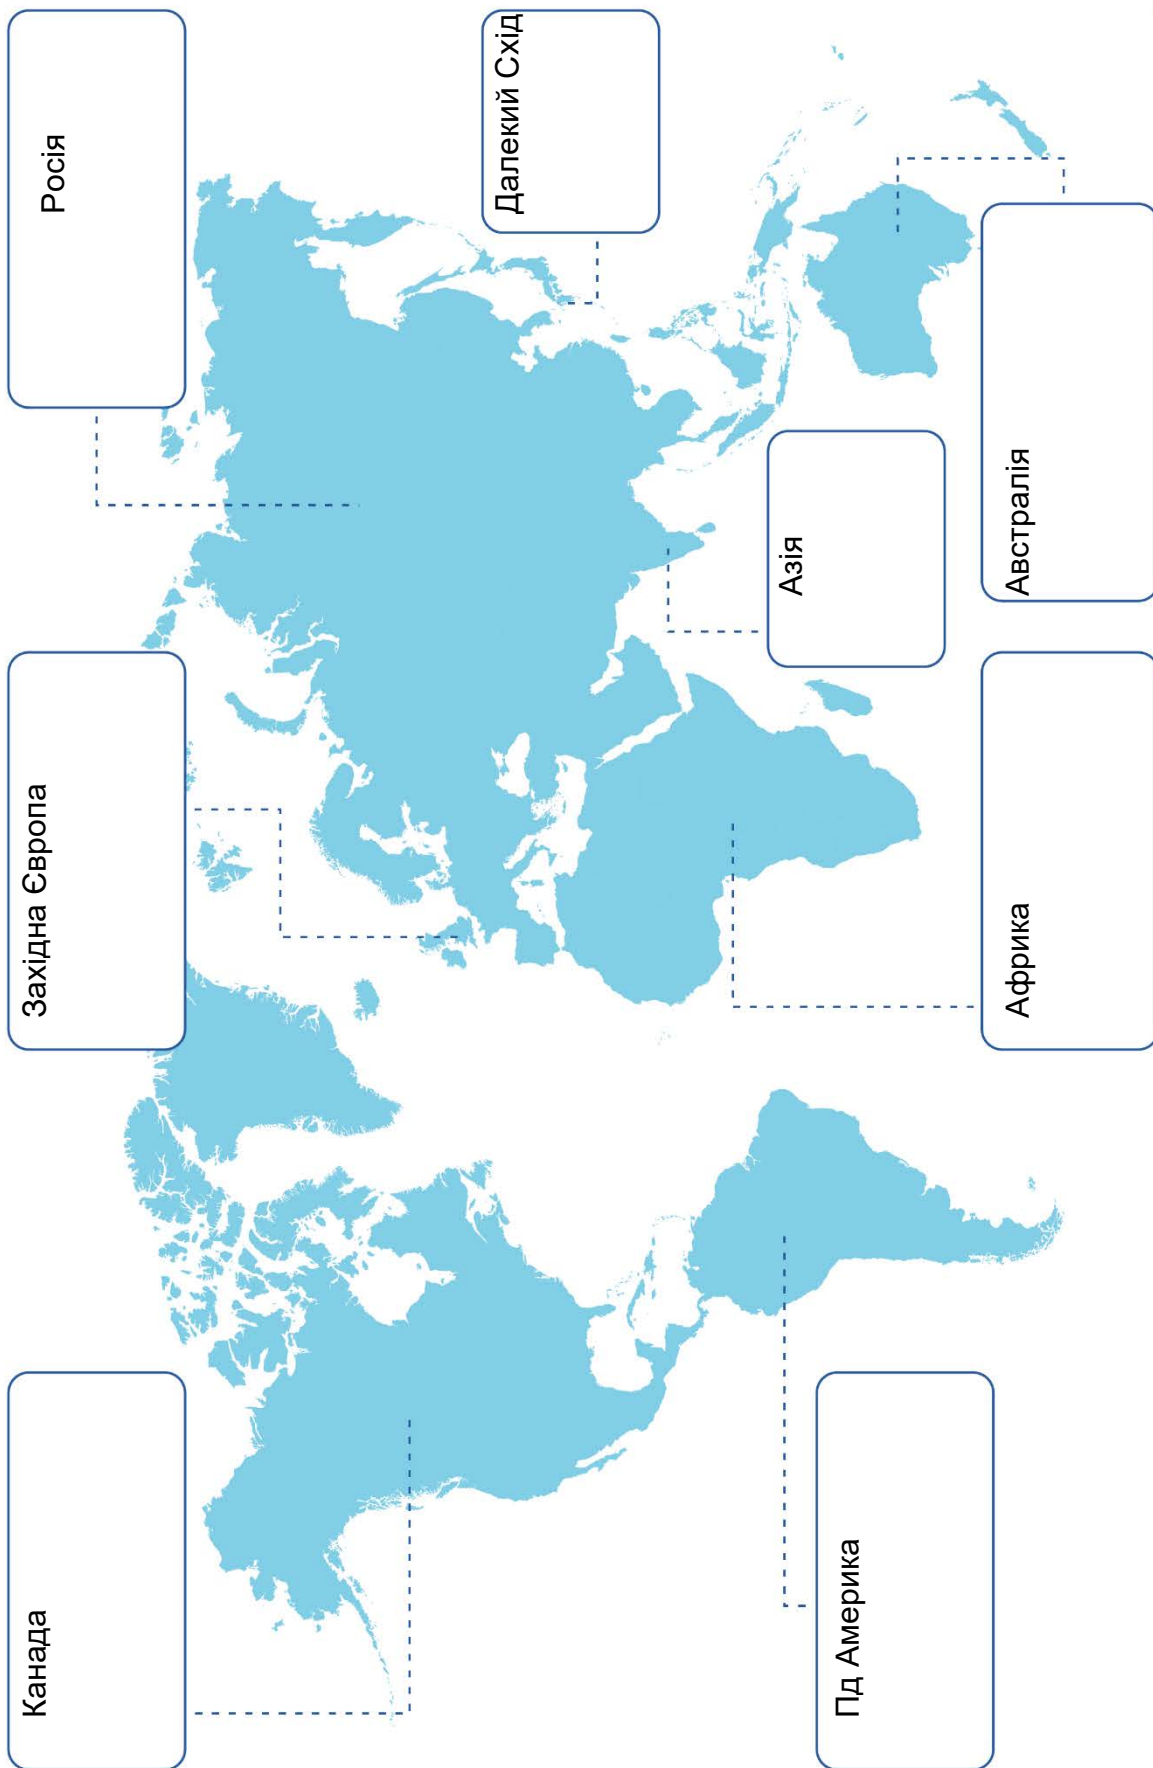 Канада
Західна Європа
Росія
Далекий Схід
Пд Америка
Африка
Азія
Австралія